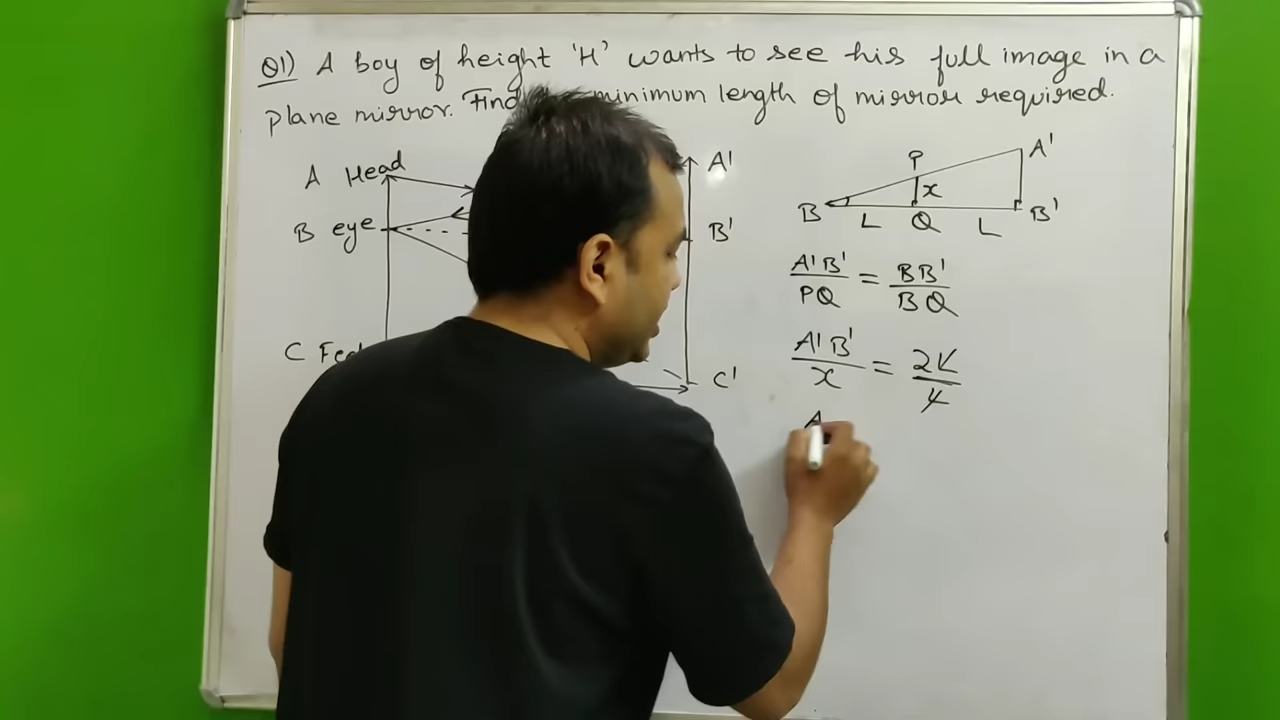 Q1) A boy of height 'H' wants to see his full image in a
plane mirror. Find minimum length of mirror required.
A Head
B eye
C
A'
B'
C'
P
A'
x
B
L
Q
L
B'
A'B'/PQ = BB'/BQ
A'B'/x = 2L/L
A